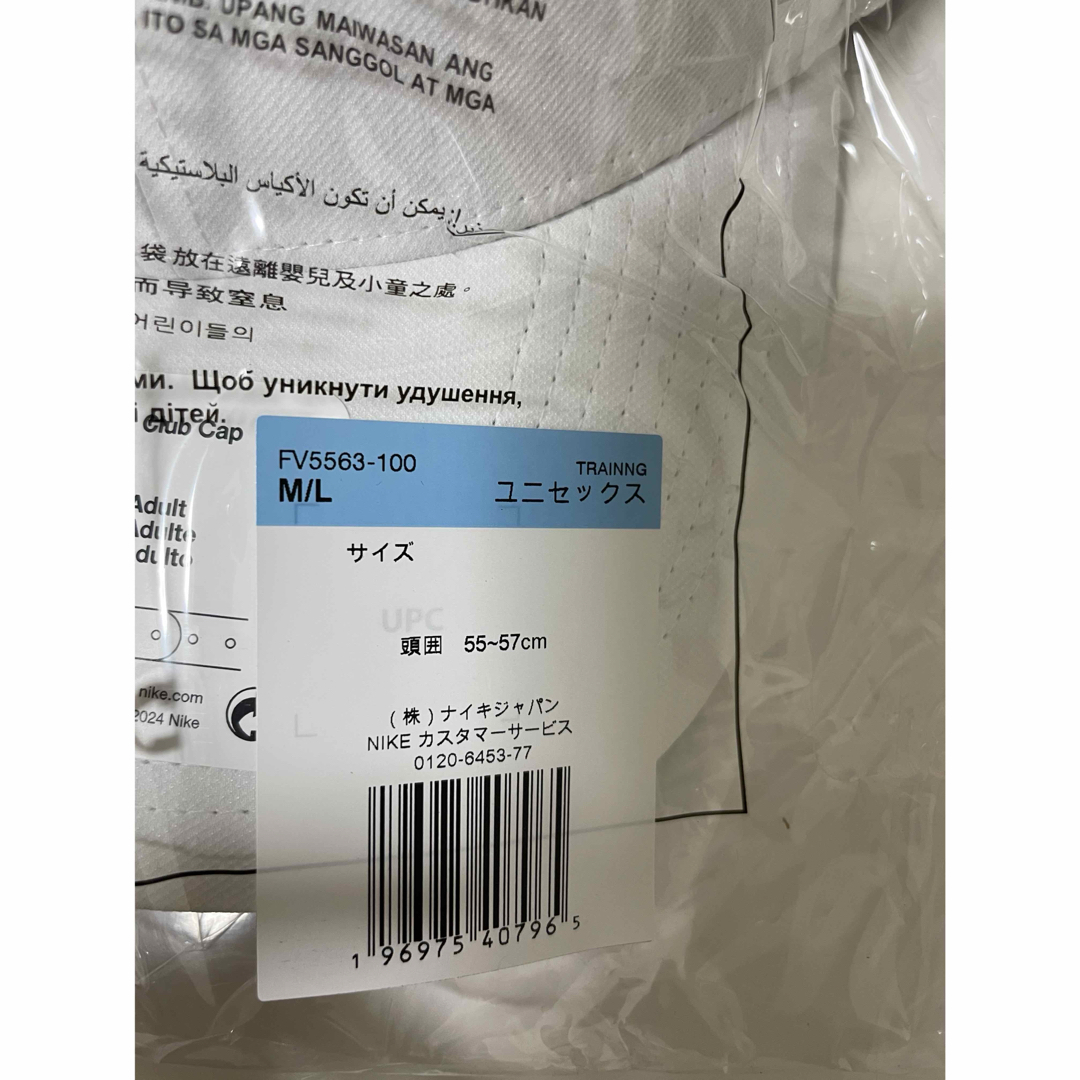 UPANG MAIWASAN ANG
ITO SA MGA SANGGOL AT MGA
يمكن أن تكون الأكياس البلاستيكية
袋放在遠離嬰兒及小童之處。
而导致窒息
어린이들의
ми. Щоб уникнути удушення,
і дітей.
Club Cap
FV5563-100
TRAINNG
M/L
ユニセックス
Adult
Adulte
Adulto
サイズ
UPC
頭囲 55~57cm
nike.com
2024 Nike
(株)ナイキジャパン
NIKE カスタマーサービス
0120-6453-77
1 96975 40796 5